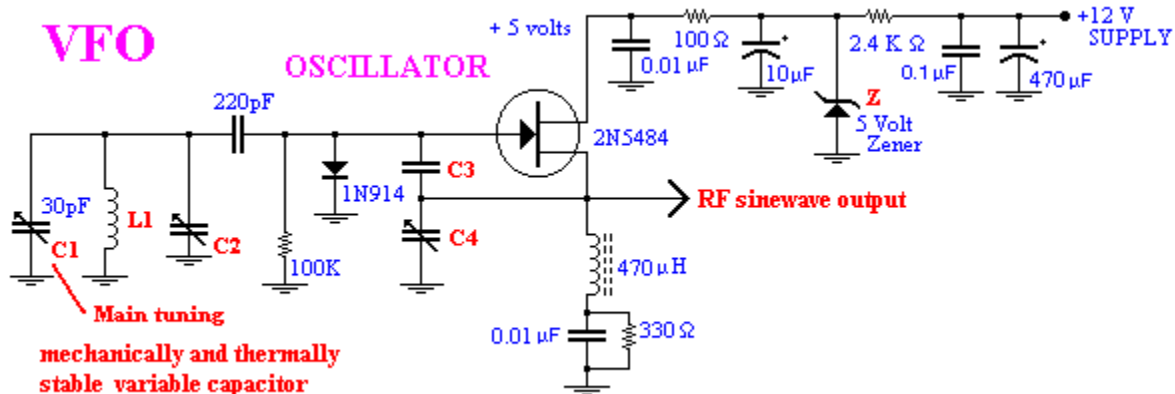 VFO
OSCILLATOR
+ 5 volts
0.01 µF
100 Ω
+
10µF
2.4 K Ω
0.1µF
+
470 µF
+12 V
SUPPLY
Z
5 Volt
Zener
220pF
2N5484
30pF
C1
L1
C2
100K
1N914
C3
C4
RF sinewave output
470 µH
0.01 µF
330 Ω
Main tuning
mechanically and thermally
stable variable capacitor